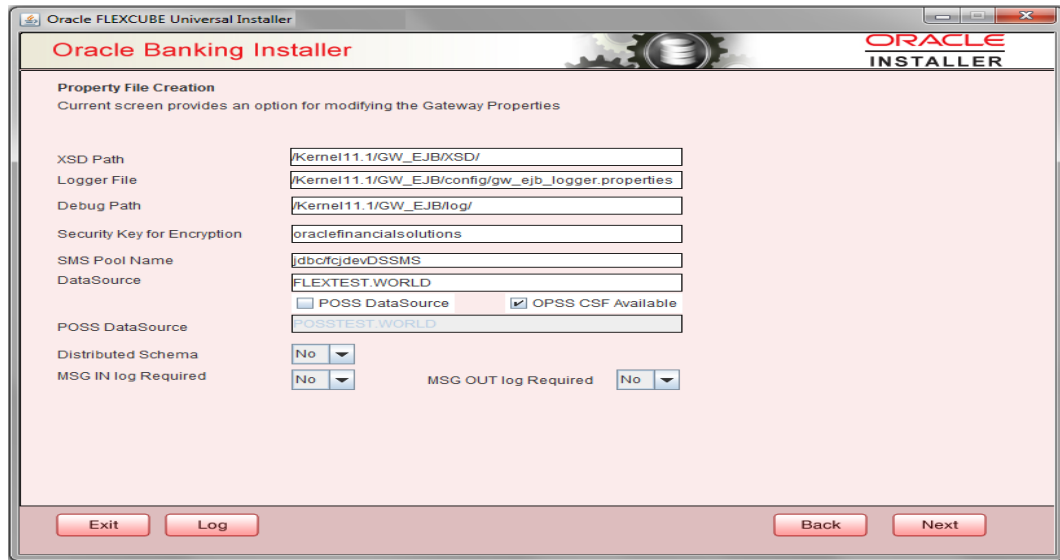 Oracle FLEXCUBE Universal Installer
Oracle Banking Installer
ORACLE
INSTALLER
Property File Creation
Current screen provides an option for modifying the Gateway Properties
XSD Path /Kernel11.1/GW_EJB/XSD/
Logger File /Kernel11.1/GW_EJB/config/gw_ejb_logger.properties
Debug Path /Kernel11.1/GW_EJB/log/
Security Key for Encryption oraclefinancialsolutions
SMS Pool Name jdbc/fcjdevDSSMS
DataSource FLEXTEST.WORLD
POSS DataSource OPSS CSF Available
POSS DataSource POSSTEST.WORLD
Distributed Schema No
MSG IN log Required No MSG OUT log Required No
Exit Log Back Next